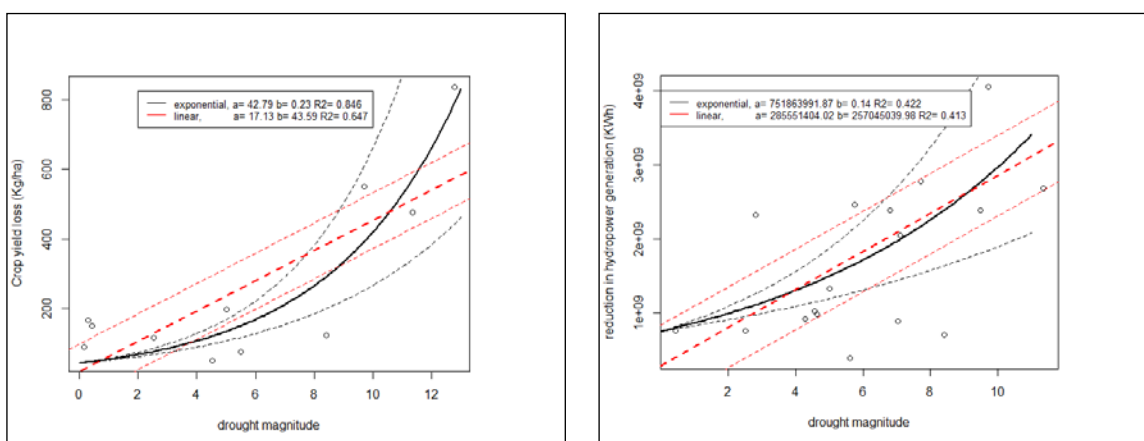 Crop yield loss (Kg/ha)
800
600
400
200
exponential, a= 42.79 b= 0.23 R2= 0.846
linear, a= 17.13 b= 43.59 R2= 0.647
0 2 4 6 8 10 12
drought magnitude
reduction in hydropower generation (KWh)
4e+09
3e+09
2e+09
1e+09
exponential, a= 751863991.87 b= 0.14 R2= 0.422
linear, a= 285551404.02 b= 257045039.98 R2= 0.413
2 4 6 8 10
drought magnitude